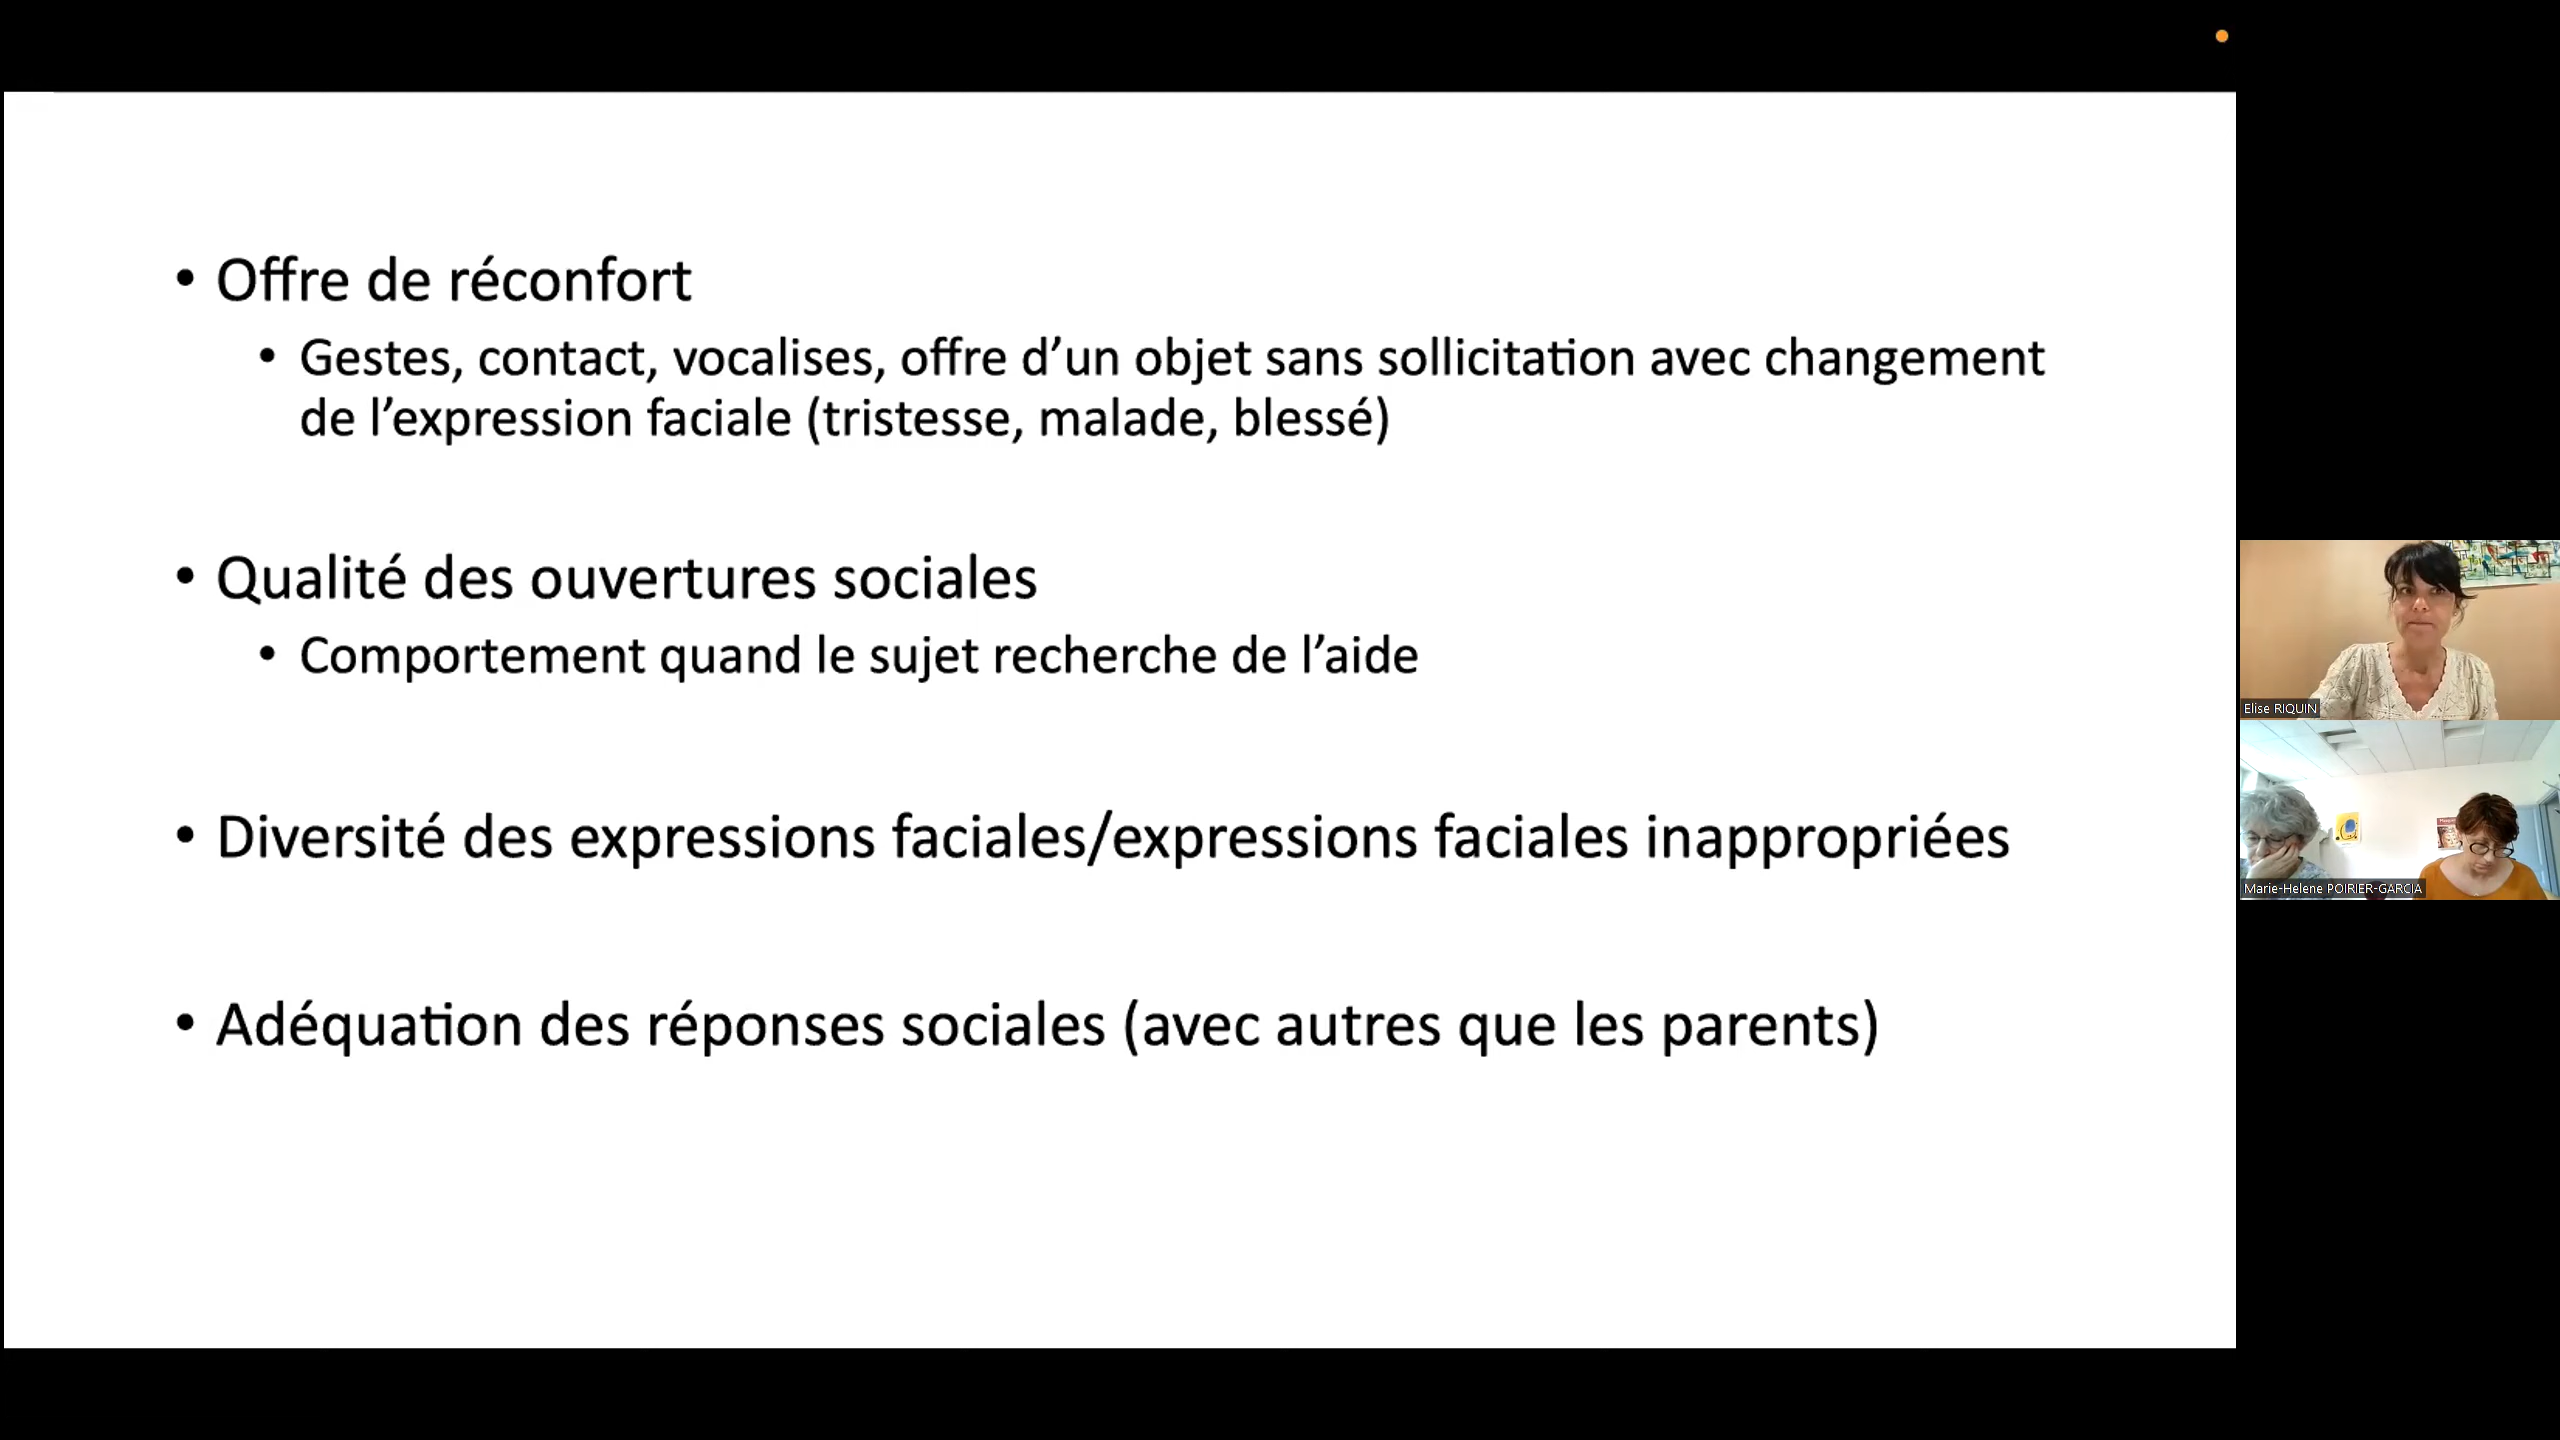 • Offre de réconfort
• Gestes, contact, vocalises, offre d’un objet sans sollicitation avec changement
de l’expression faciale (tristesse, malade, blessé)
• Qualité des ouvertures sociales
• Comportement quand le sujet recherche de l’aide
• Diversité des expressions faciales/expressions faciales inappropriées
• Adéquation des réponses sociales (avec autres que les parents)
Elise RIQUIN
Marie-Helene POIRIER-GARCIA